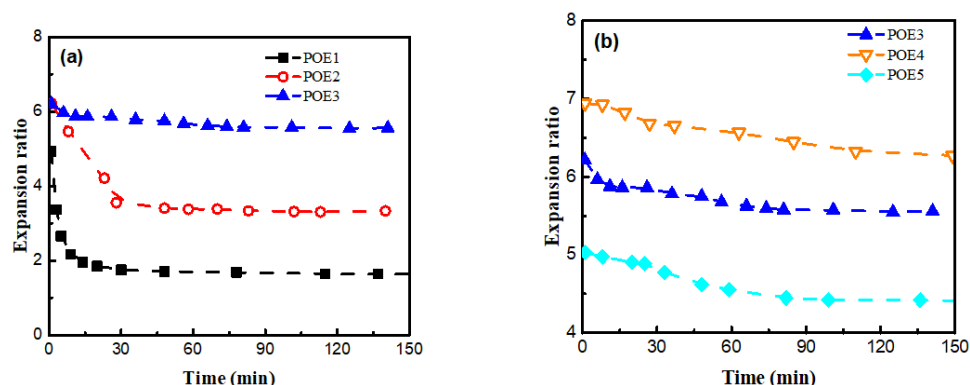 (a)
POE1
POE2
POE3
Expansion ratio
8
6
4
2
0
0 30 60 90 120 150
Time (min)
(b)
POE3
POE4
POE5
Expansion ratio
8
7
6
5
4
0 30 60 90 120 150
Time (min)